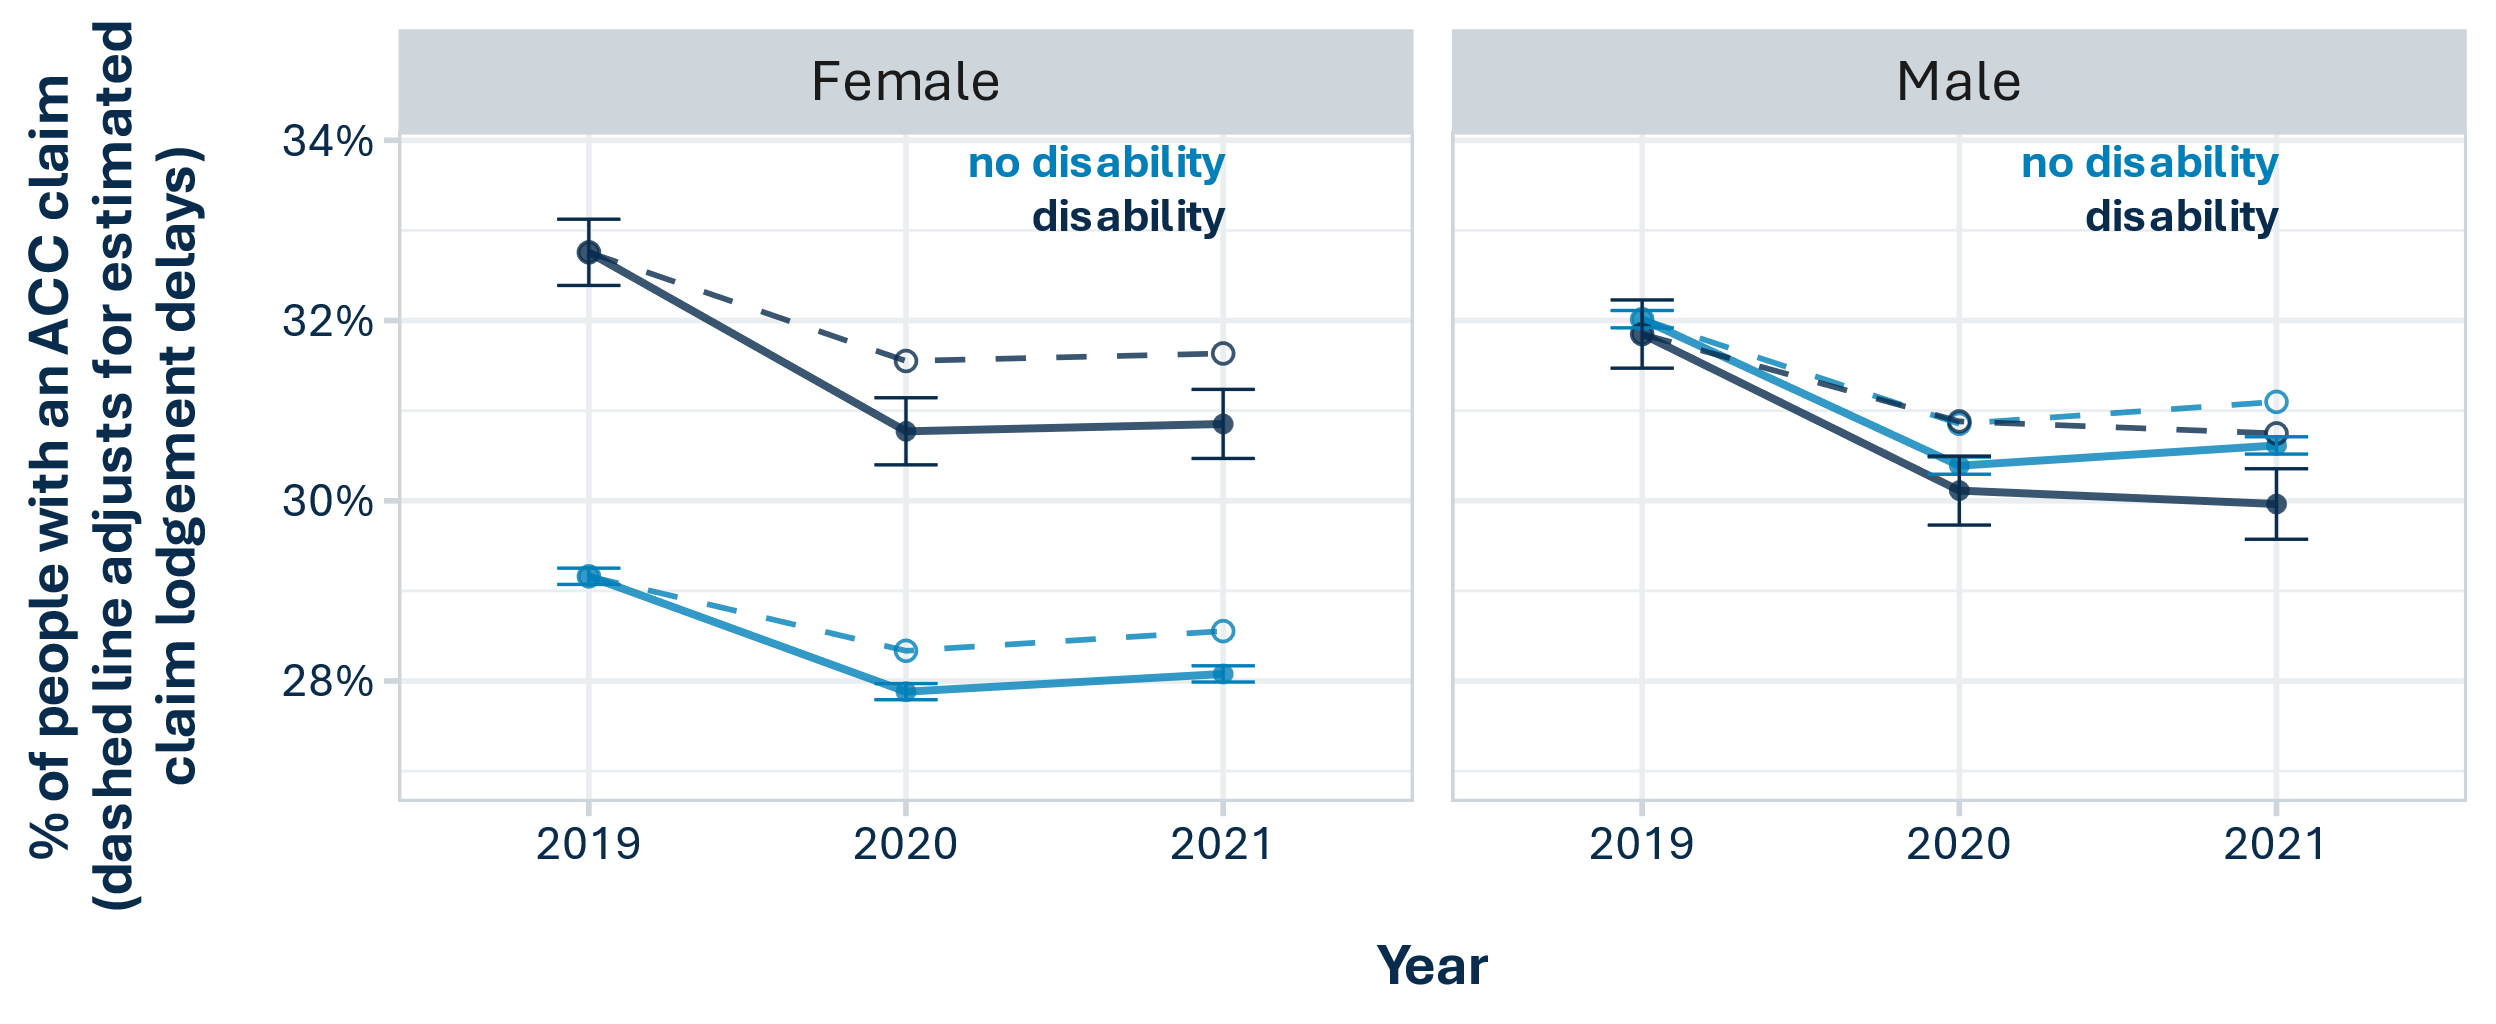 % of people with an ACC claim
(dashed line adjusts for estimated
claim lodgement delays)
Female
Male
34%
32%
30%
28%
no disability
disability
no disability
disability
2019
2020
2021
2019
2020
2021
Year